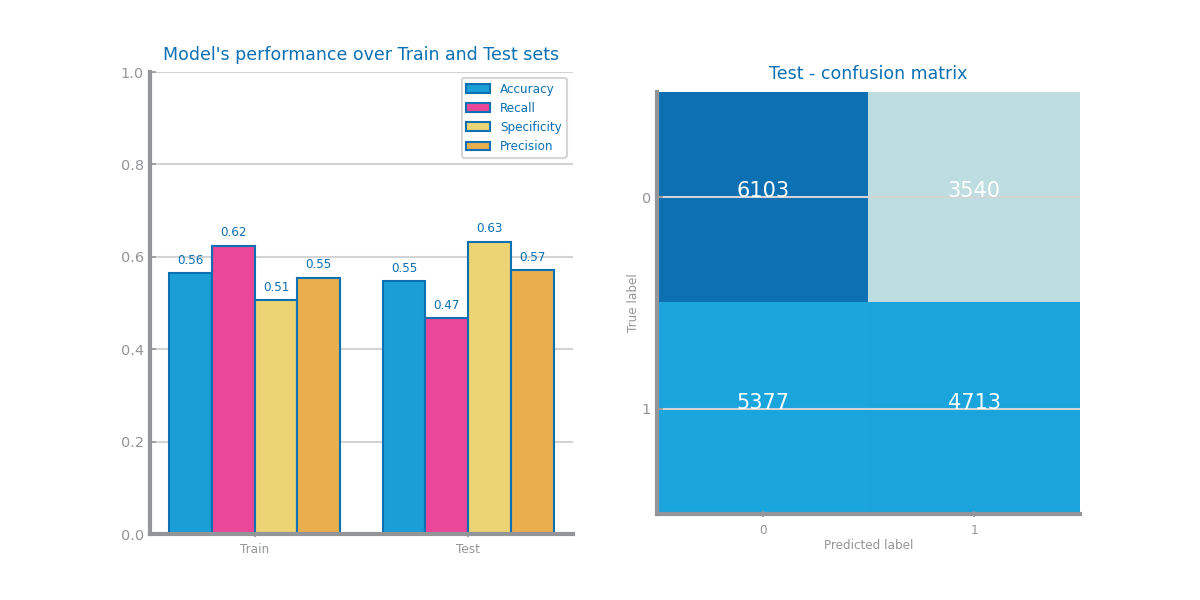 Model's performance over Train and Test sets
1.0
0.8
0.6
0.4
0.2
0.0
Accuracy
Recall
Specificity
Precision
0.56
0.62
0.51
0.55
0.55
0.47
0.63
0.57
Train
Test
Test - confusion matrix
True label
0
1
6103
3540
5377
4713
0
1
Predicted label